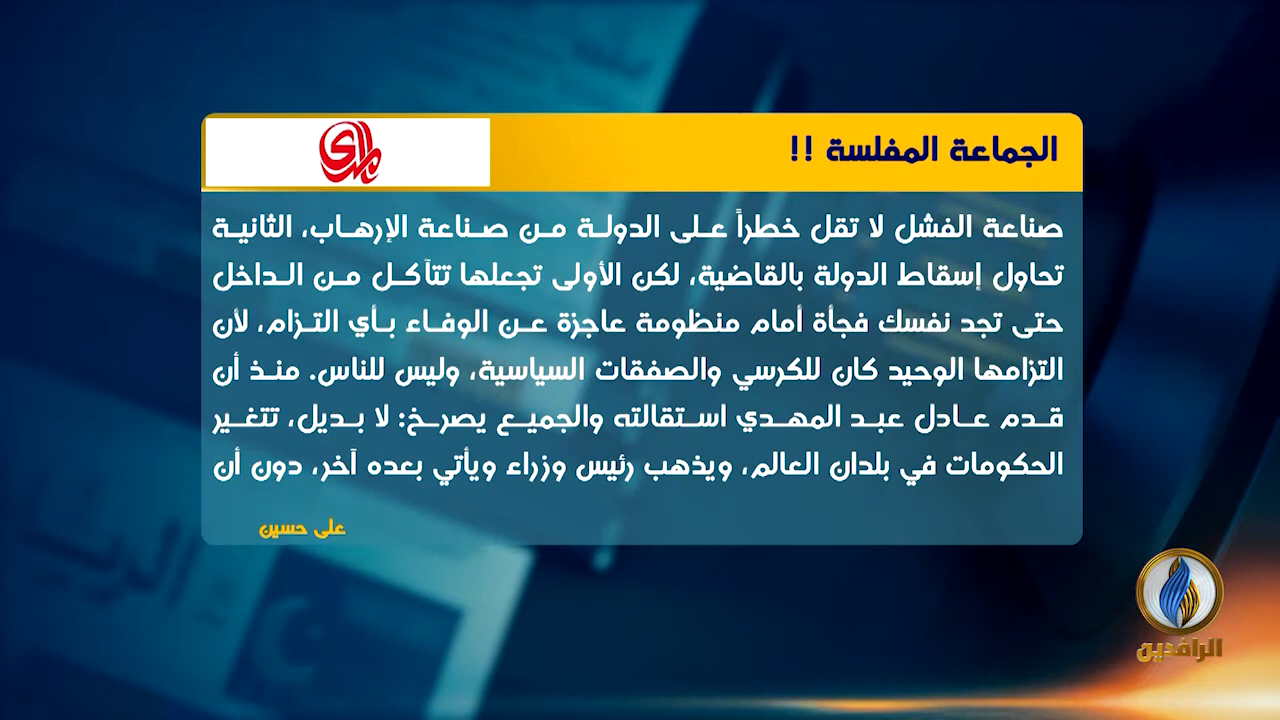 الجماعة المفلسة !!
المدى
صناعة الفشل لا تقل خطراً على الدولة من صناعة الإرهاب، الثانية
تحاول إسقاط الدولة بالقاضية، لكن الأولى تجعلها تتآكل من الداخل
حتى تجد نفسك فجأة أمام منظومة عاجزة عن الوفاء بأي التزام، لأن
التزامها الوحيد كان للكرسي والصفقات السياسية، وليس للناس. منذ أن
قدم عادل عبد المهدي استقالته والجميع يصرخ: لا بديل، تتغير
الحكومات في بلدان العالم، ويذهب رئيس وزراء ويأتي بعده آخر، دون أن
على حسين
الرافدين